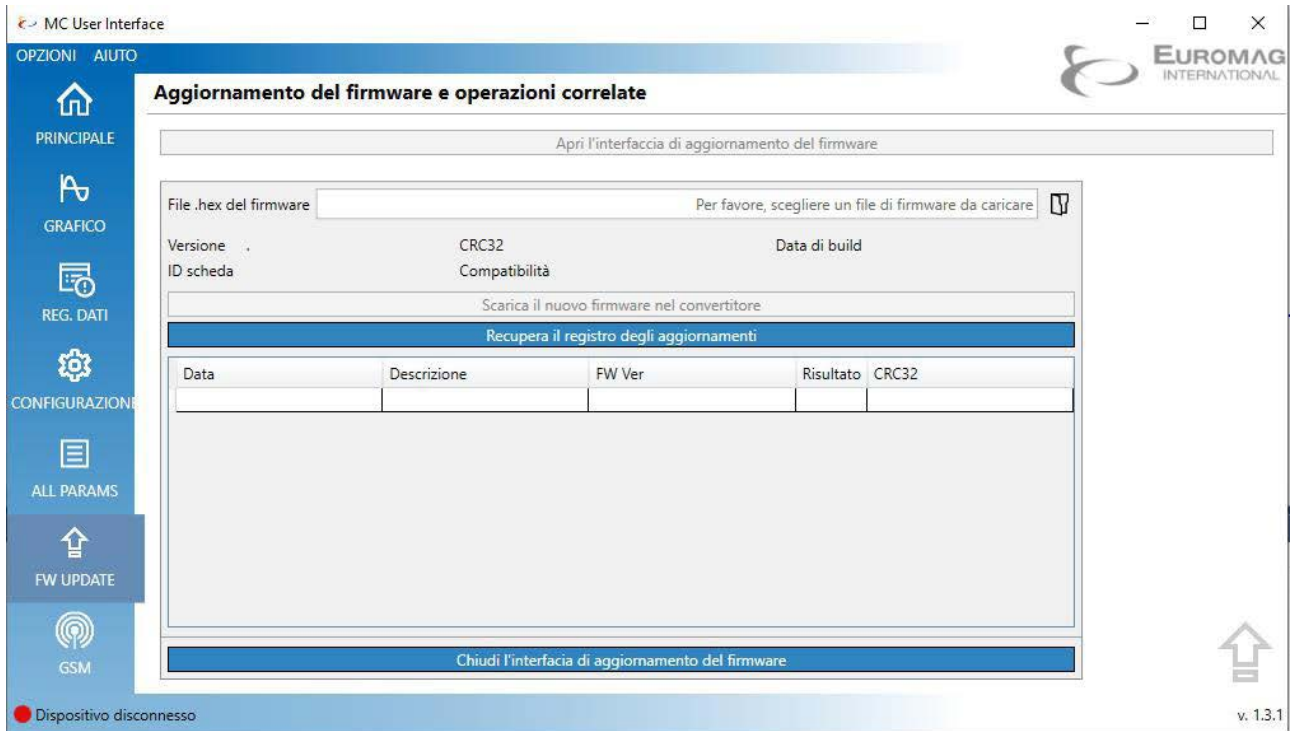 MC User Interface
OPZIONI AIUTO
EUROMAG
INTERNATIONAL
Aggiornamento del firmware e operazioni correlate
PRINCIPALE
Apri l'interfaccia di aggiornamento del firmware
GRAFICO
File .hex del firmware Per favore, scegliere un file di firmware da caricare
Versione . CRC32 Data di build
ID scheda Compatibilità
REG. DATI
Scarica il nuovo firmware nel convertitore
Recupera il registro degli aggiornamenti
Data Descrizione FW Ver Risultato CRC32
CONFIGURAZIONE
ALL PARAMS
FW UPDATE
GSM
Chiudi l'interfacia di aggiornamento del firmware
Dispositivo disconnesso
v. 1.3.1